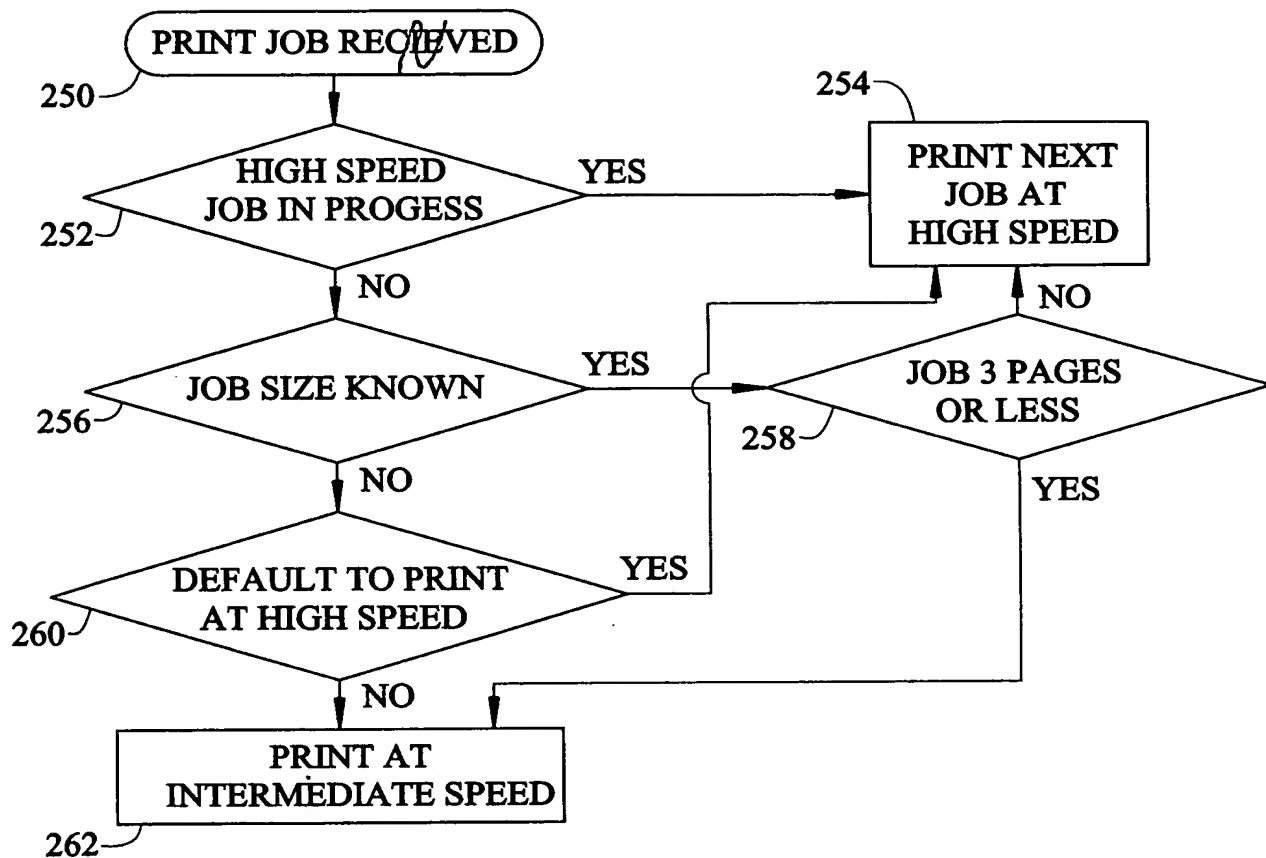 PRINT JOB RECIEVED
250
HIGH SPEED
JOB IN PROGESS
252
YES
254
PRINT NEXT
JOB AT
HIGH SPEED
NO
NO
JOB SIZE KNOWN
256
YES
JOB 3 PAGES
OR LESS
258
NO
YES
DEFAULT TO PRINT
AT HIGH SPEED
260
YES
NO
PRINT AT
INTERMEDIATE SPEED
262